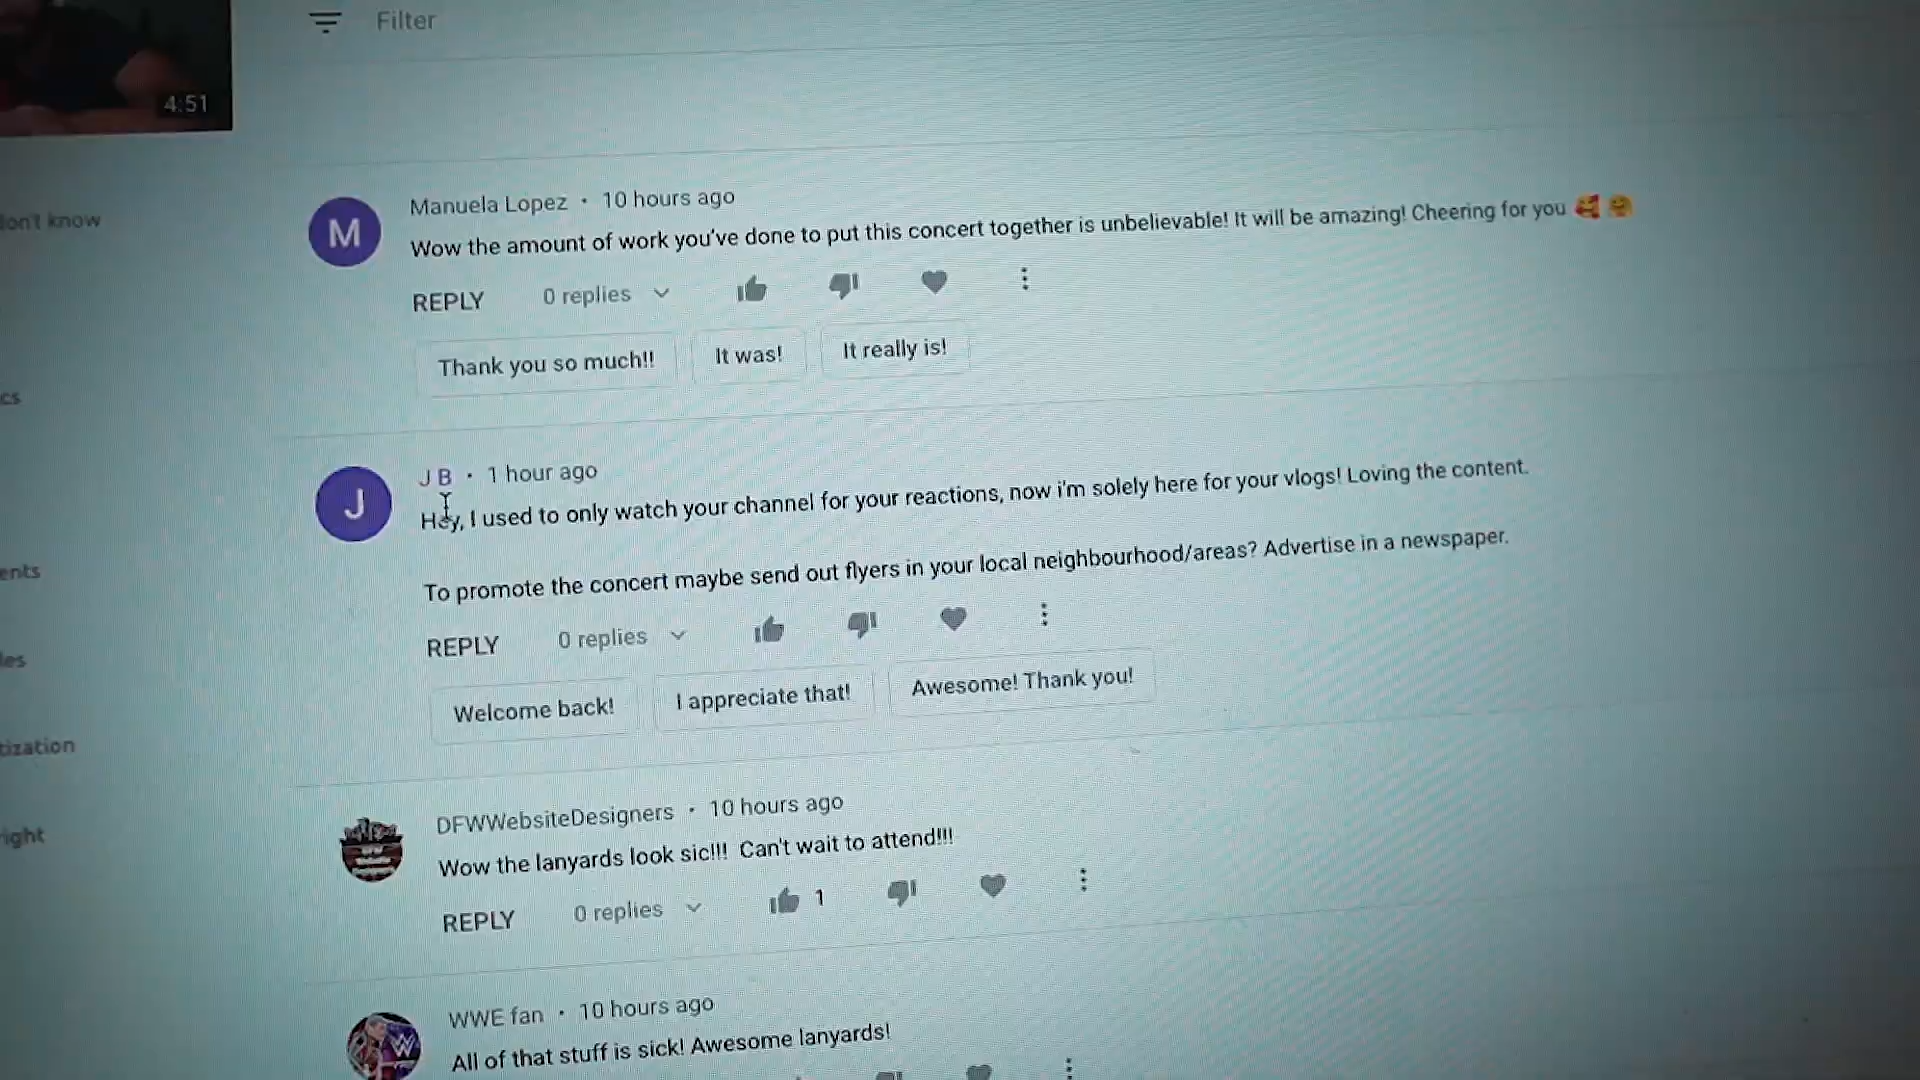 Filter
4:51
Manuela Lopez • 10 hours ago
Wow the amount of work you've done to put this concert together is unbelievable! It will be amazing! Cheering for you 🥰 🤗
REPLY 0 replies
Thank you so much!! It was! It really is!
J B • 1 hour ago
Hey, I used to only watch your channel for your reactions, now i'm solely here for your vlogs! Loving the content.
To promote the concert maybe send out flyers in your local neighbourhood/areas? Advertise in a newspaper.
REPLY 0 replies
Welcome back! I appreciate that! Awesome! Thank you!
DFWWebsiteDesigners • 10 hours ago
Wow the lanyards look sic!!! Can't wait to attend!!!
REPLY 0 replies 1
WWE fan • 10 hours ago
All of that stuff is sick! Awesome lanyards!
M
J
W
know
cs
ents
les
tization
right